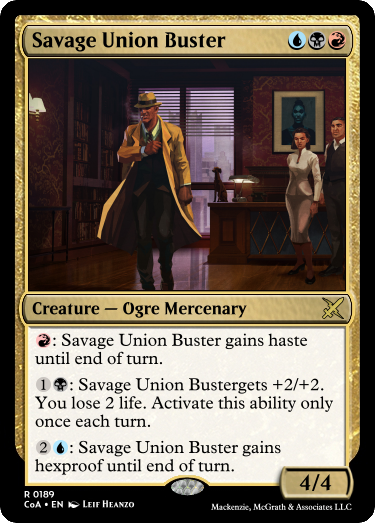 Savage Union Buster
Creature — Ogre Mercenary
: Savage Union Buster gains haste
until end of turn.
1 : Savage Union Bustergets +2/+2.
You lose 2 life. Activate this ability only
once each turn.
2 : Savage Union Buster gains
hexproof until end of turn.
4/4
R 0189
CoA • EN Leif Heanzo
Mackenzie, McGrath & Associates LLC